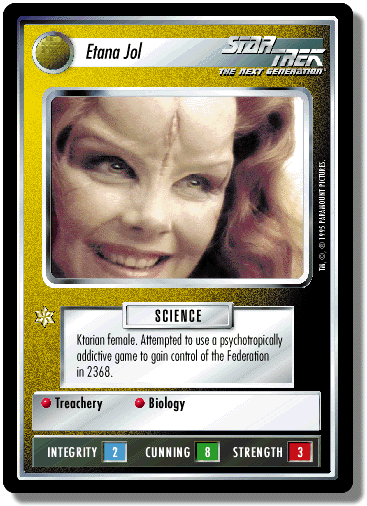 Etana Jol
STAR TREK
THE NEXT GENERATION
TM, © ® 1995 PARAMOUNT PICTURES.
SCIENCE
Ktarian female. Attempted to use a psychotropically
addictive game to gain control of the Federation
in 2368.
Treachery Biology
INTEGRITY 2 CUNNING 8 STRENGTH 3